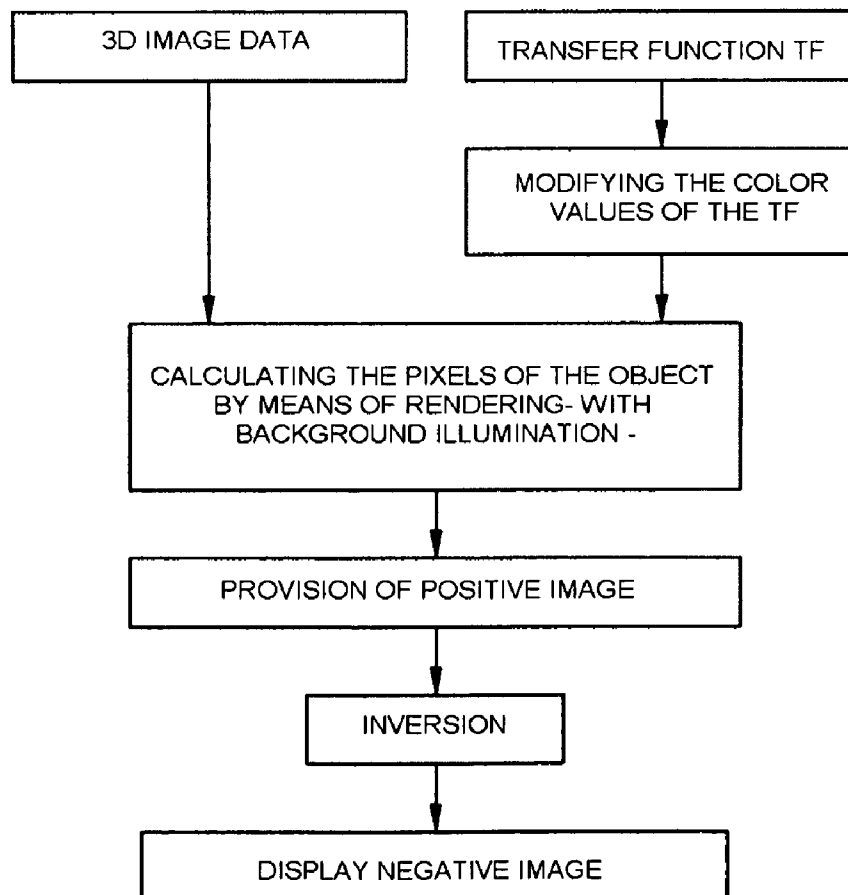 3D IMAGE DATA
TRANSFER FUNCTION TF
MODIFYING THE COLOR
VALUES OF THE TF
CALCULATING THE PIXELS OF THE OBJECT
BY MEANS OF RENDERING- WITH
BACKGROUND ILLUMINATION -
PROVISION OF POSITIVE IMAGE
INVERSION
DISPLAY NEGATIVE IMAGE